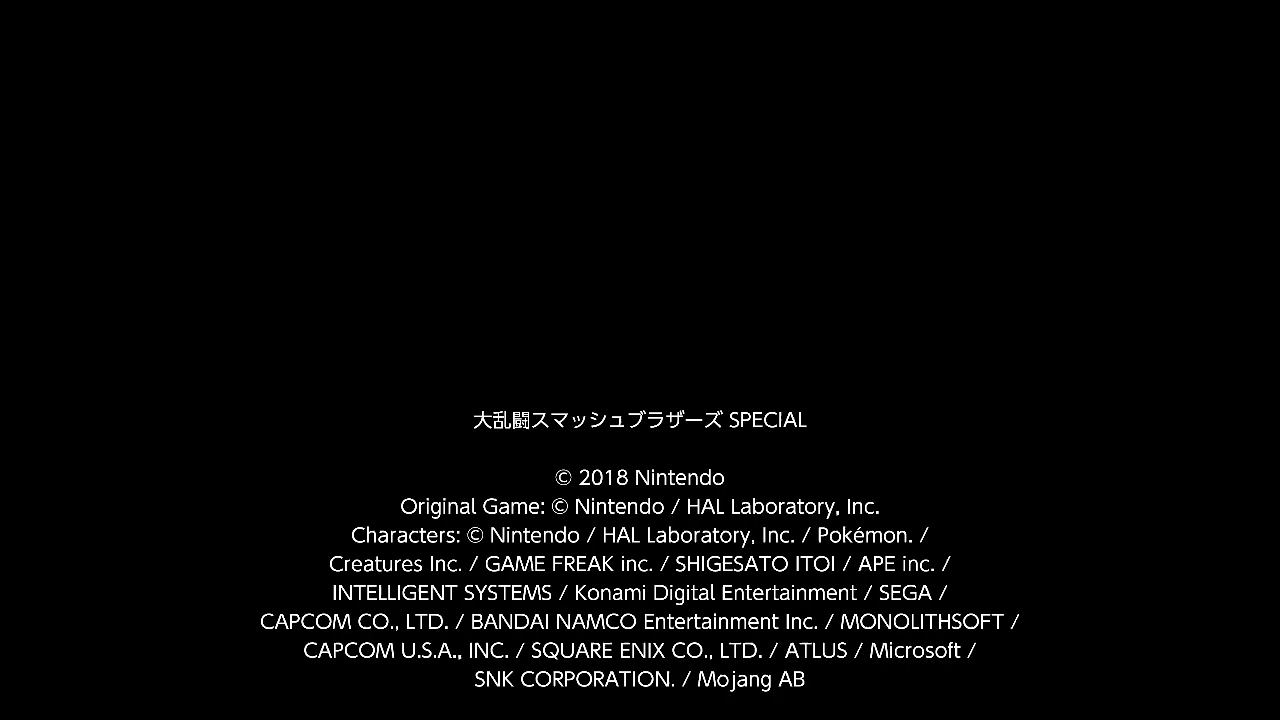 大乱闘スマッシュブラザーズ SPECIAL
© 2018 Nintendo
Original Game: © Nintendo / HAL Laboratory, Inc.
Characters: © Nintendo / HAL Laboratory, Inc. / Pokémon. /
Creatures Inc. / GAME FREAK inc. / SHIGESATO ITOI / APE inc. /
INTELLIGENT SYSTEMS / Konami Digital Entertainment / SEGA /
CAPCOM CO., LTD. / BANDAI NAMCO Entertainment Inc. / MONOLITHSOFT /
CAPCOM U.S.A., INC. / SQUARE ENIX CO., LTD. / ATLUS / Microsoft /
SNK CORPORATION. / Mojang AB